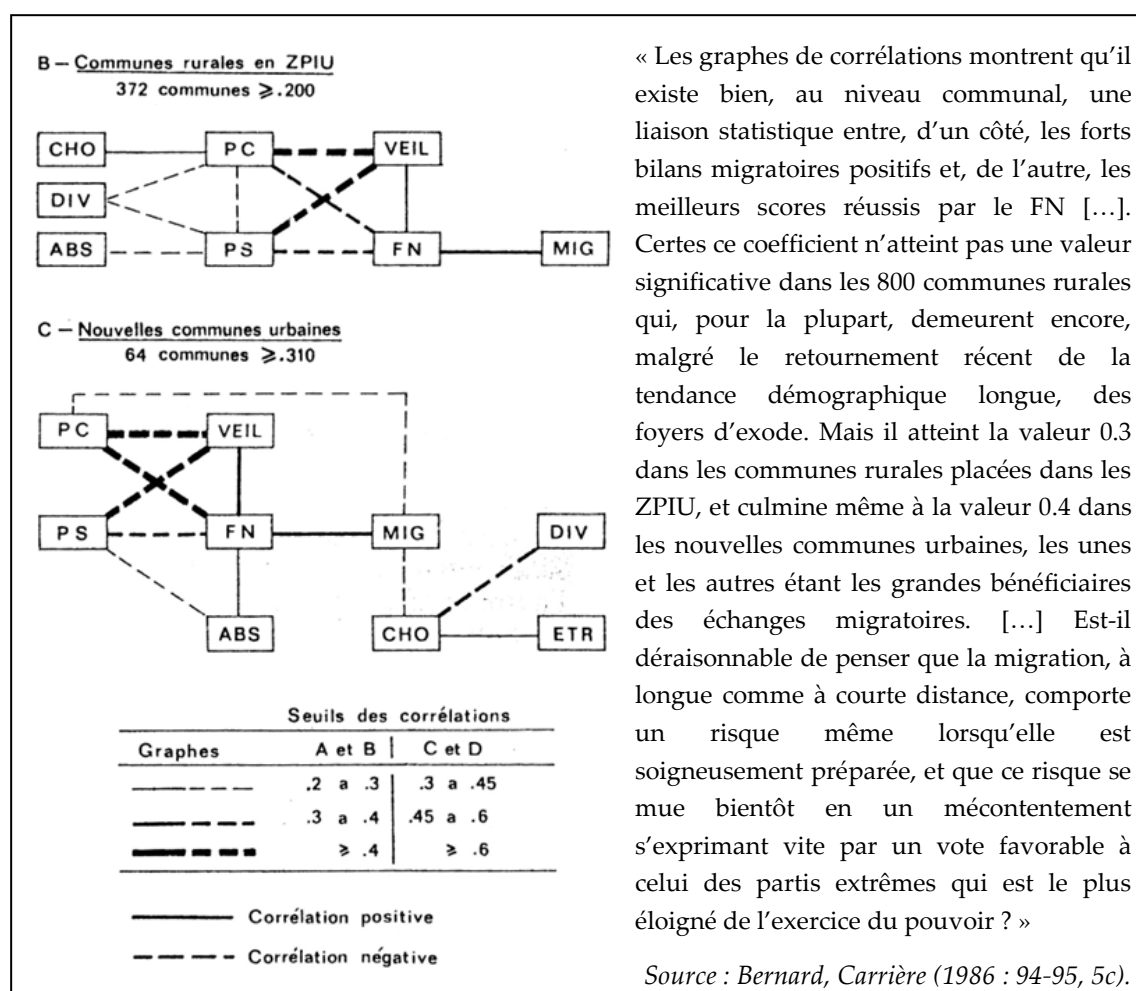 B — Communes rurales en ZPIU
372 communes ⩾.200
CHO
PC
VEIL
DIV
ABS
PS
FN
MIG
C — Nouvelles communes urbaines
64 communes ⩾.310
PC
VEIL
PS
FN
MIG
DIV
ABS
CHO
ETR
Seuils des corrélations
Graphes A et B C et D
.2 a .3 .3 a .45
.3 a .4 .45 a .6
⩾ .4 ⩾ .6
Corrélation positive
Corrélation négative
« Les graphes de corrélations montrent qu’il
existe bien, au niveau communal, une
liaison statistique entre, d’un côté, les forts
bilans migratoires positifs et, de l’autre, les
meilleurs scores réussis par le FN […].
Certes ce coefficient n’atteint pas une valeur
significative dans les 800 communes rurales
qui, pour la plupart, demeurent encore,
malgré le retournement récent de la
tendance démographique longue, des
foyers d’exode. Mais il atteint la valeur 0.3
dans les communes rurales placées dans les
ZPIU, et culmine même à la valeur 0.4 dans
les nouvelles communes urbaines, les unes
et les autres étant les grandes bénéficiaires
des échanges migratoires. […] Est-il
déraisonnable de penser que la migration, à
longue comme à courte distance, comporte
un risque même lorsqu’elle est
soigneusement préparée, et que ce risque se
mue bientôt en un mécontentement
s’exprimant vite par un vote favorable à
celui des partis extrêmes qui est le plus
éloigné de l’exercice du pouvoir ? »
Source : Bernard, Carrière (1986 : 94-95, 5c).